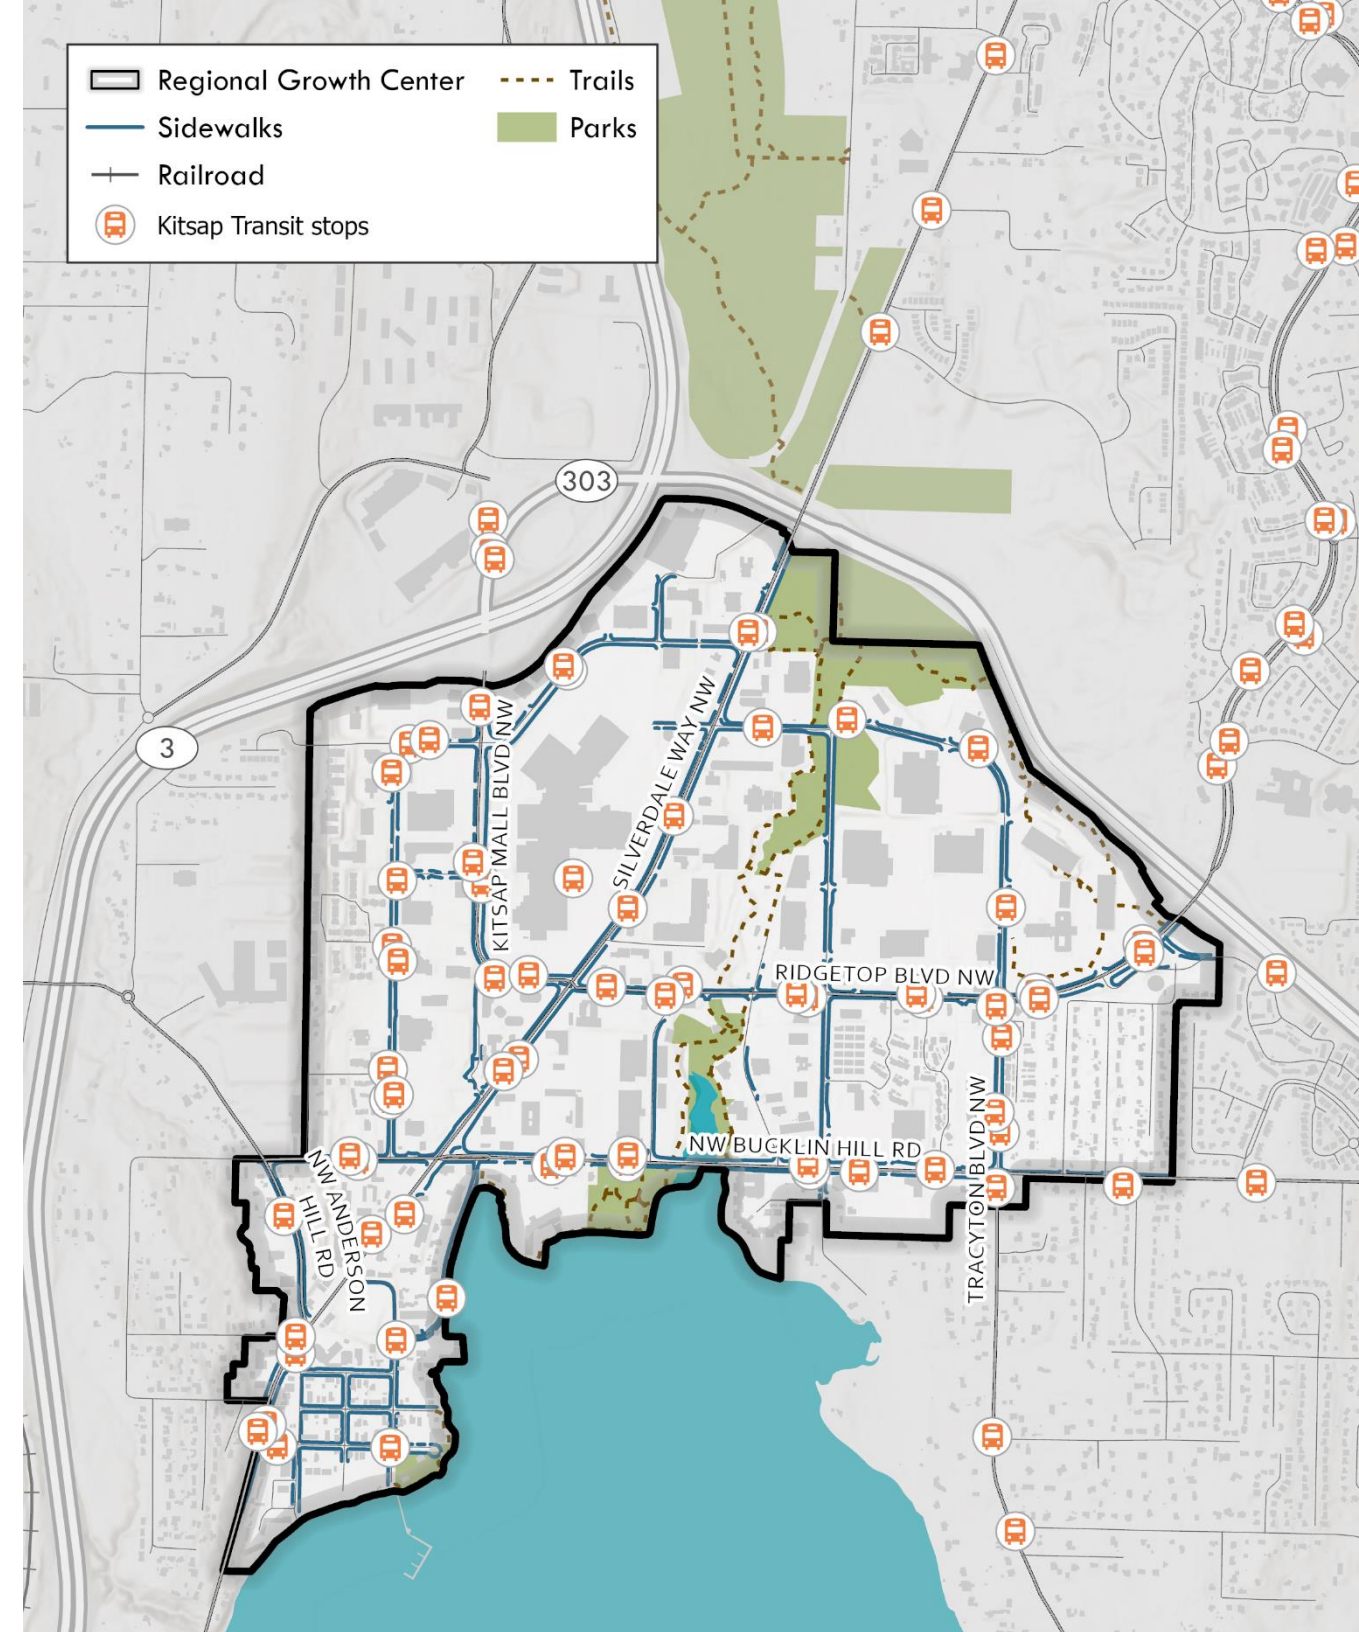 Regional Growth Center
Sidewalks
Railroad
Kitsap Transit stops
Trails
Parks
303
3
KITSAP MALL BLVD NW
SILVERDALE WAY NW
RIDGETOP BLVD NW
NW BUCKLIN HILL RD
TRACYTON BLVD NW
NW ANDERSON
HILL RD